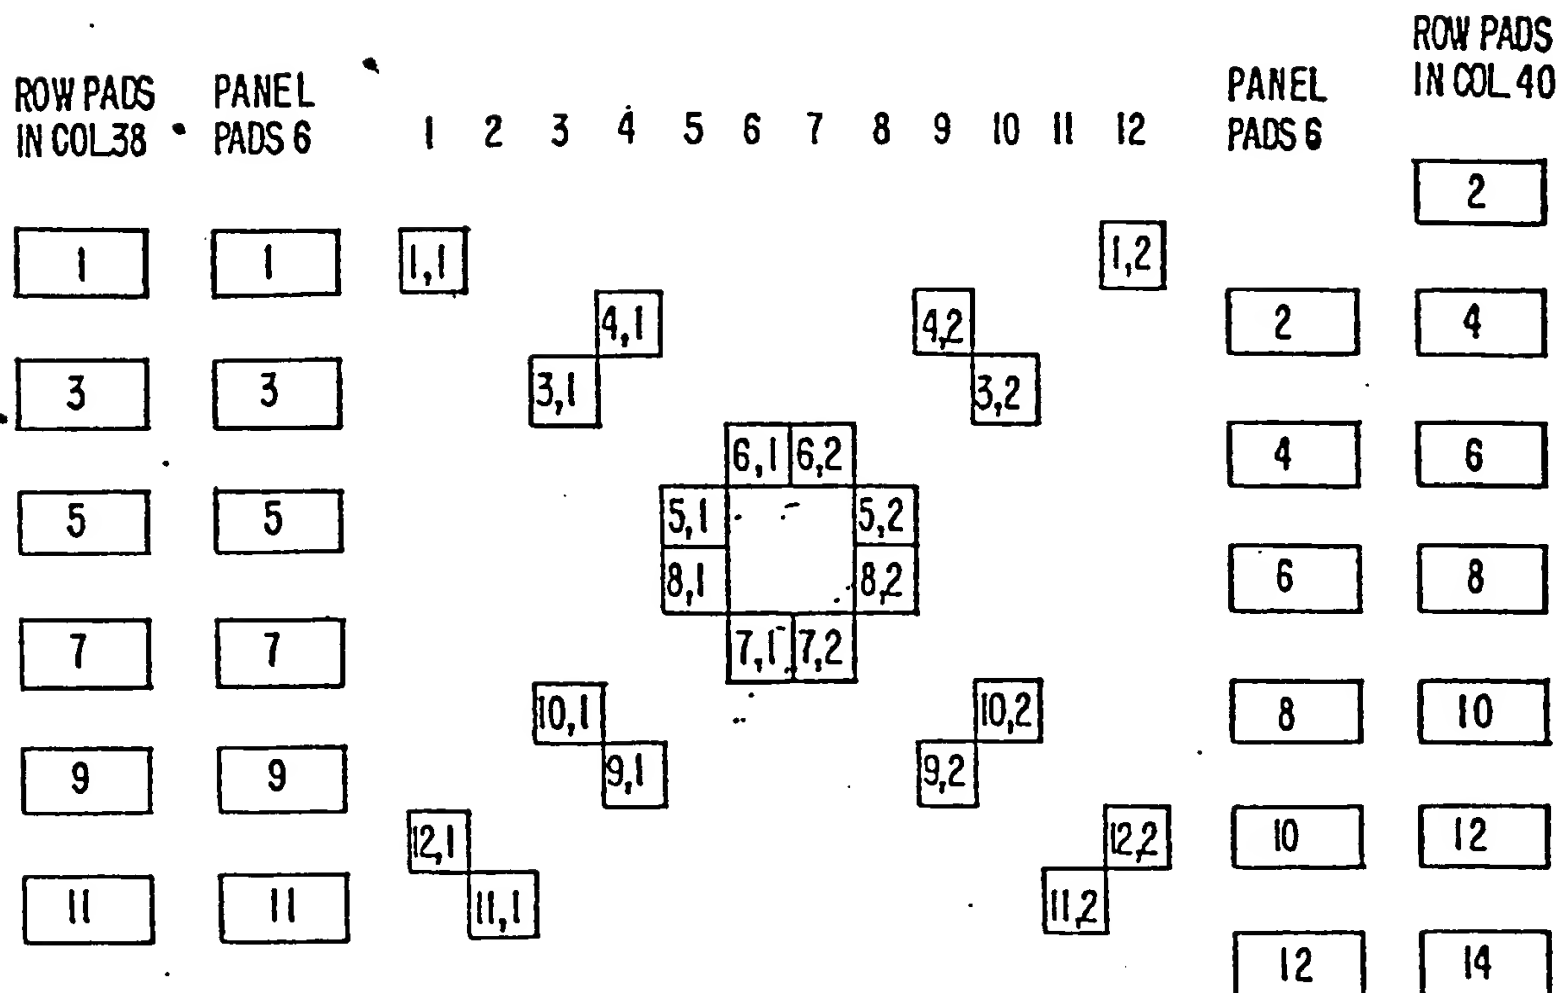 ROW PADS
IN COL.40
ROW PADS
IN COL.38
PANEL
PADS 6
1 2 3 4 5 6 7 8 9 10 11 12
PANEL
PADS 6
2
1 1 1,1 1,2
4,1 4,2 2 4
3 3 3,1 3,2
6,1 6,2 4 6
5 5 5,1 5,2
8,1 8,2 6 8
7 7 7,1 7,2
10,1 10,2 8 10
9 9 9,1 9,2
12,1 12,2 10 12
11 11 11,1 11,2
12 14